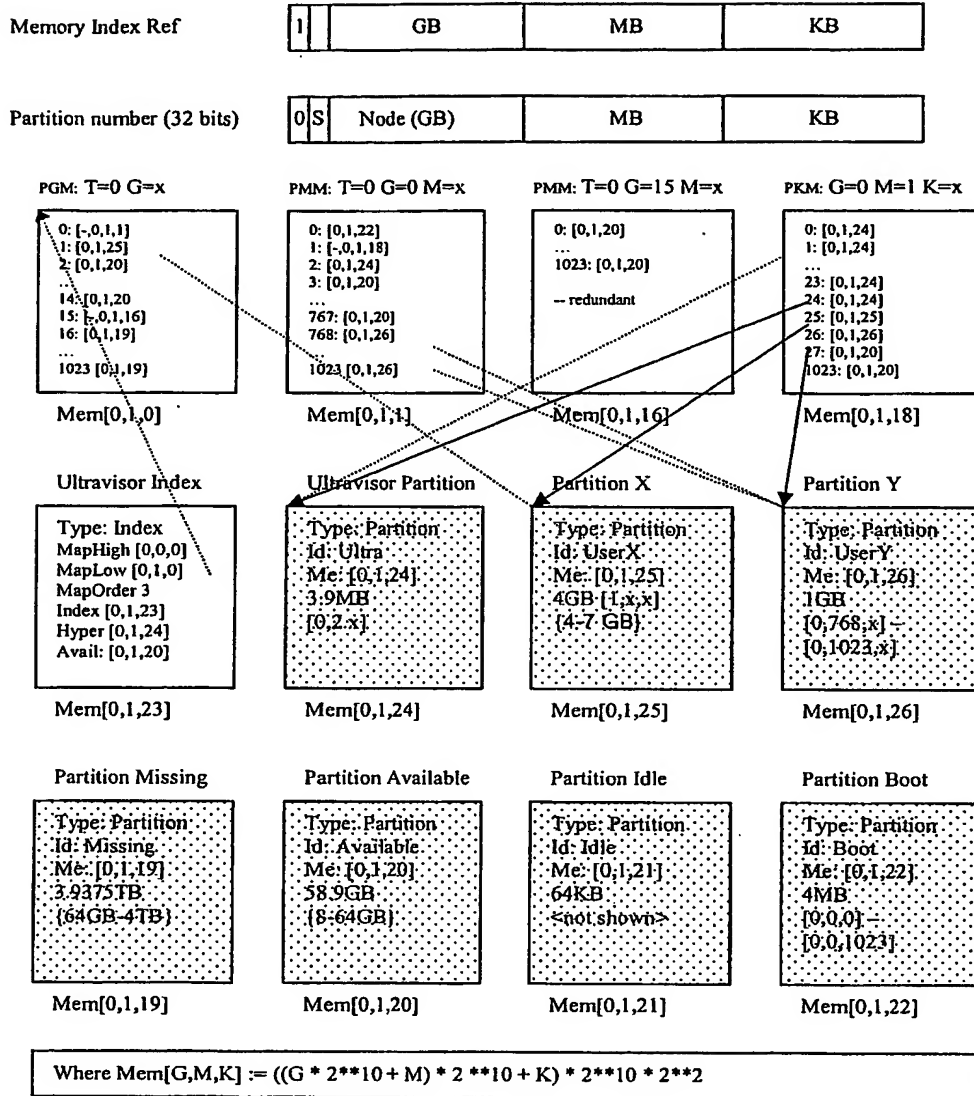 Memory Index Ref
1 GB MB KB
Partition number (32 bits)
0 S Node (GB) MB KB
PGM: T=0 G=x
0: [-,0,1,1]
1: [0,1,25]
2: [0,1,20]
...
14: [0,1,20
15: [-,0,1,16]
16: [0,1,19]
...
1023 [0,1,19]
Mem[0,1,0]
PMM: T=0 G=0 M=x
0: [0,1,22]
1: [-,0,1,18]
2: [0,1,24]
3: [0,1,20]
...
767: [0,1,20]
768: [0,1,26]
...
1023 [0,1,26]
Mem[0,1,1]
PMM: T=0 G=15 M=x
0: [0,1,20]
...
1023: [0,1,20]
-- redundant
Mem[0,1,16]
PKM: G=0 M=1 K=x
0: [0,1,24]
1: [0,1,24]
...
23: [0,1,24]
24: [0,1,24]
25: [0,1,25]
26: [0,1,26]
27: [0,1,20]
1023: [0,1,20]
Mem[0,1,18]
Ultravisor Index
Type: Index
MapHigh [0,0,0]
MapLow [0,1,0]
MapOrder 3
Index [0,1,23]
Hyper [0,1,24]
Avail: [0,1,20]
Mem[0,1,23]
Ultravisor Partition
Type: Partition
Id: Ultra
Me: [0,1,24]
3.9MB
[0,2,x]
Mem[0,1,24]
Partition X
Type: Partition
Id: UserX
Me: [0,1,25]
4GB [1,x,x]
{4-7 GB}
Mem[0,1,25]
Partition Y
Type: Partition
Id: UserY
Me: [0,1,26]
1GB
[0,768,x] –
[0,1023,x]
Mem[0,1,26]
Partition Missing
Type: Partition
Id: Missing
Me: [0,1,19]
3.9375TB
{64GB-4TB}
Mem[0,1,19]
Partition Available
Type: Partition
Id: Available
Me: [0,1,20]
58.9GB
{8-64GB}
Mem[0,1,20]
Partition Idle
Type: Partition
Id: Idle
Me: [0,1,21]
64KB
<not shown>
Mem[0,1,21]
Partition Boot
Type: Partition
Id: Boot
Me: [0,1,22]
4MB
[0,0,0] –
[0,0,1023]
Mem[0,1,22]
Where Mem[G,M,K] := ((G * 2**10 + M) * 2 **10 + K) * 2**10 * 2**2